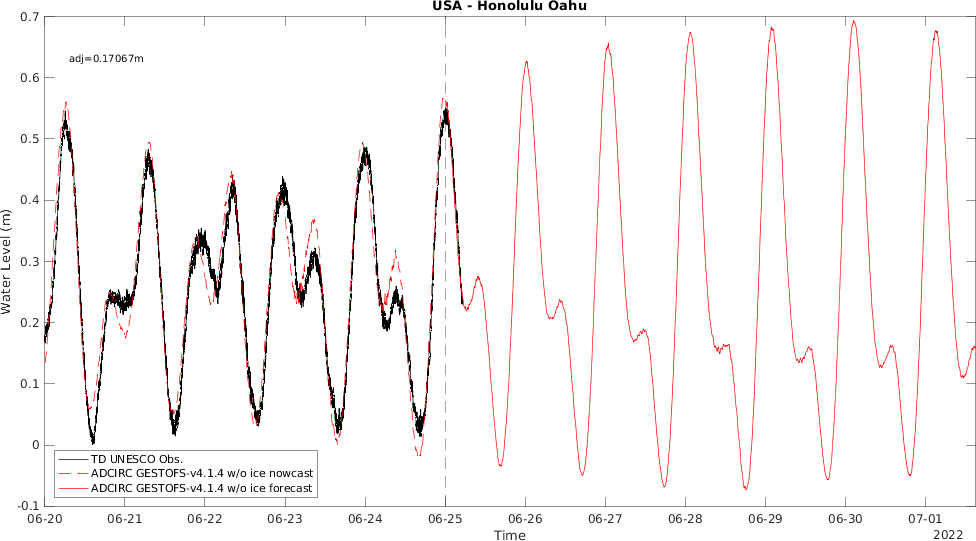 USA - Honolulu Oahu
adj=0.17067m
0.7
0.6
0.5
0.4
0.3
0.2
0.1
0
-0.1
Water Level (m)
TD UNESCO Obs.
ADCIRC GESTOFS-v4.1.4 w/o ice nowcast
ADCIRC GESTOFS-v4.1.4 w/o ice forecast
06-20 06-21 06-22 06-23 06-24 06-25 06-26 06-27 06-28 06-29 06-30 07-01
Time
2022